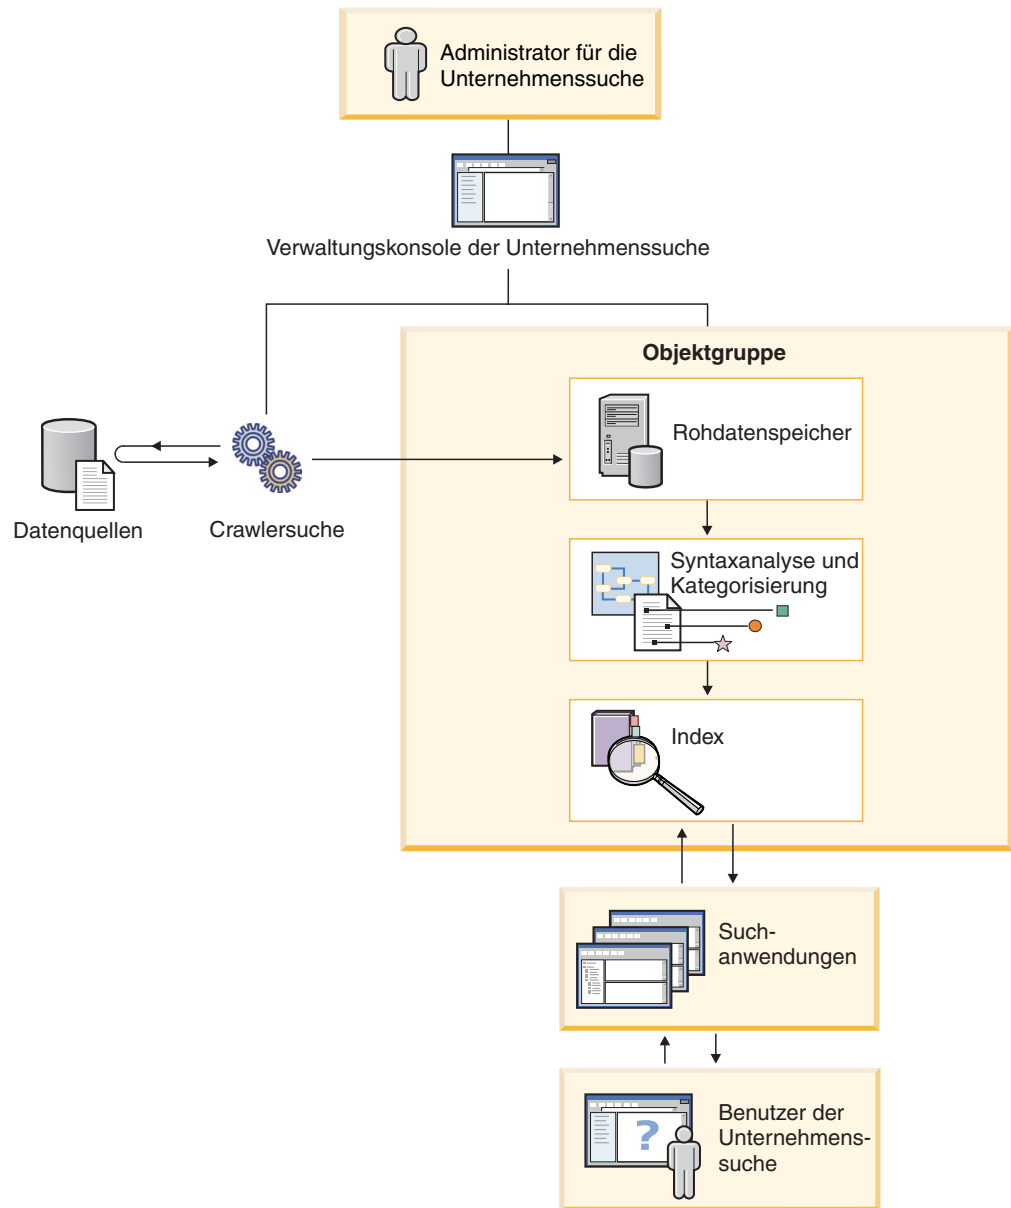 Administrator für die
Unternehmenssuche
Verwaltungskonsole der Unternehmenssuche
Objektgruppe
Rohdatenspeicher
Datenquellen
Crawlersuche
Syntaxanalyse und
Kategorisierung
Index
Such-
anwendungen
?
Benutzer der
Unternehmens-
suche